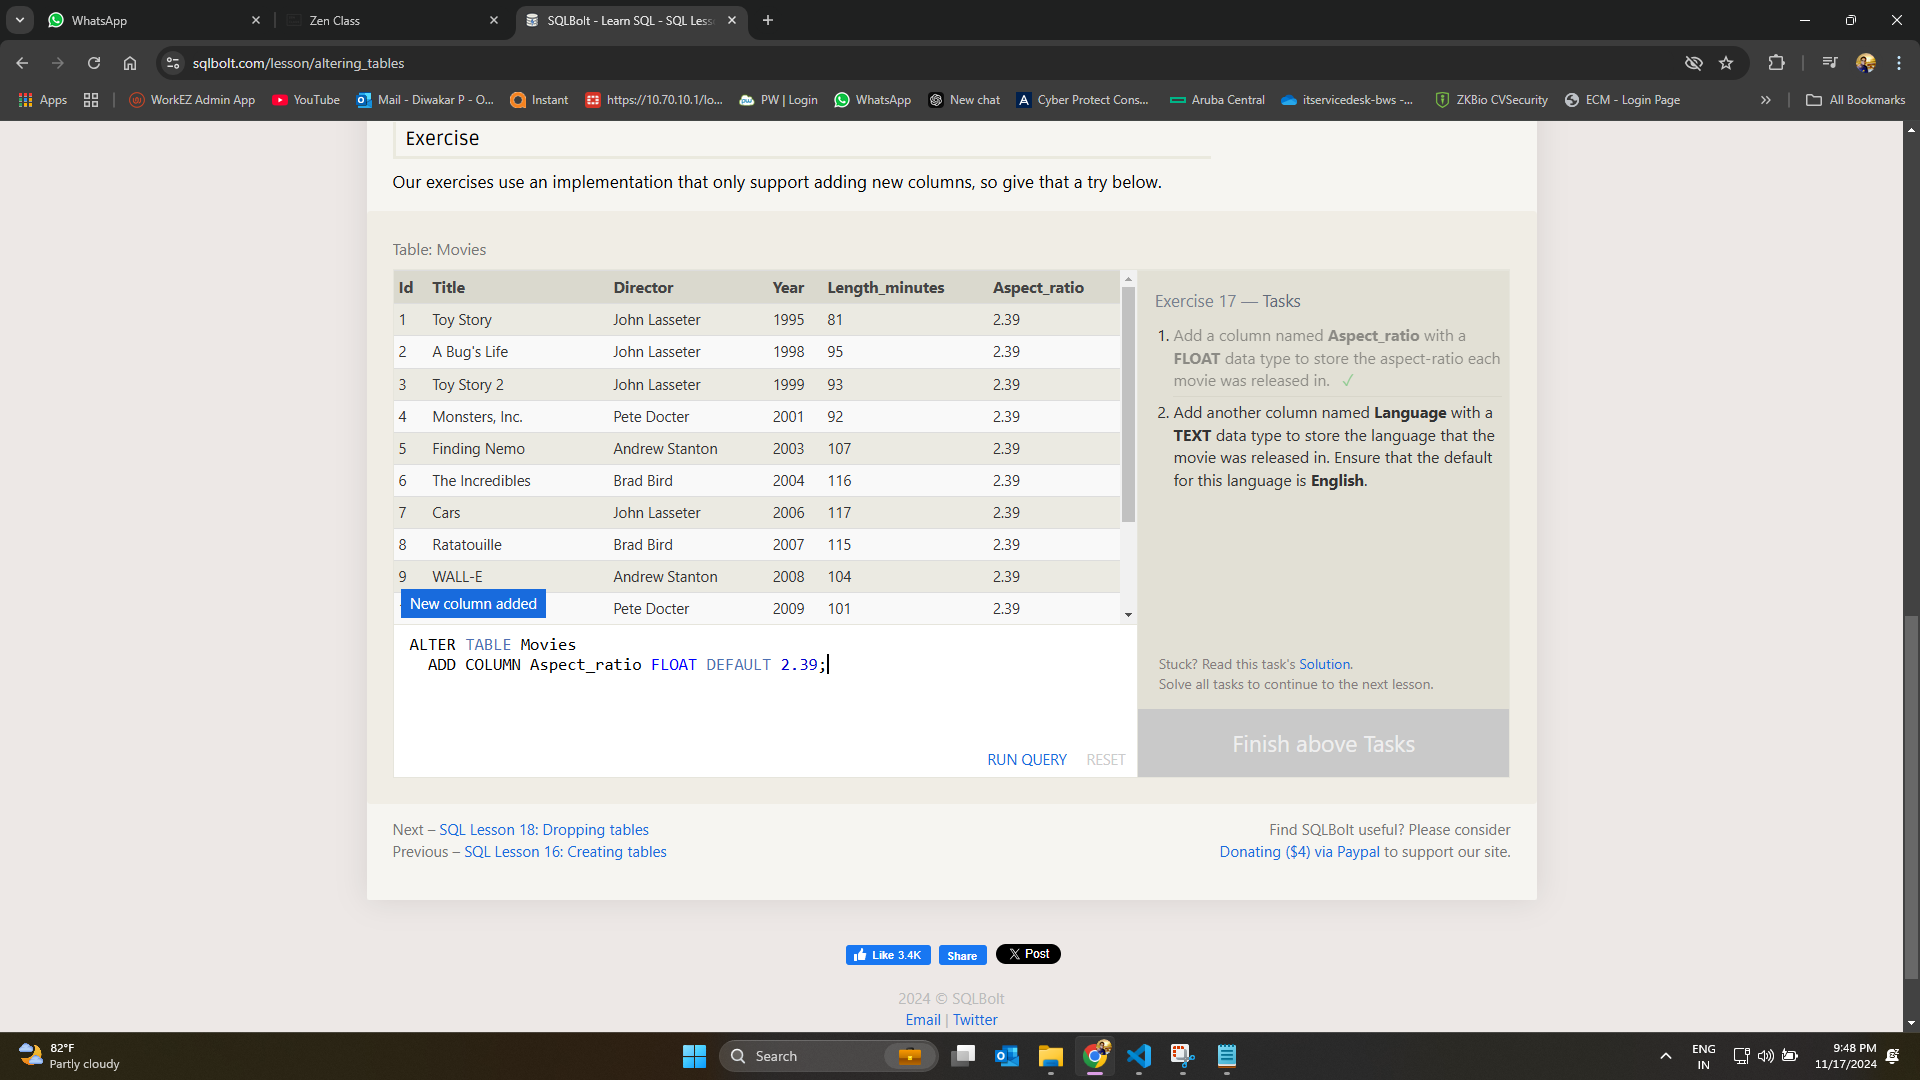 WhatsApp
Zen Class
SQLBolt - Learn SQL - SQL Less
sqlbolt.com/lesson/altering_tables
Apps
WorkEZ Admin App
YouTube
Mail - Diwakar P - O...
Instant
https://10.70.10.1/lo...
PW | Login
WhatsApp
New chat
Cyber Protect Cons...
Aruba Central
itservicedesk-bws -...
ZKBio CVSecurity
ECM - Login Page
All Bookmarks
Exercise
Our exercises use an implementation that only support adding new columns, so give that a try below.
Table: Movies
Id Title Director Year Length_minutes Aspect_ratio
1 Toy Story John Lasseter 1995 81 2.39
2 A Bug's Life John Lasseter 1998 95 2.39
3 Toy Story 2 John Lasseter 1999 93 2.39
4 Monsters, Inc. Pete Docter 2001 92 2.39
5 Finding Nemo Andrew Stanton 2003 107 2.39
6 The Incredibles Brad Bird 2004 116 2.39
7 Cars John Lasseter 2006 117 2.39
8 Ratatouille Brad Bird 2007 115 2.39
9 WALL-E Andrew Stanton 2008 104 2.39
Pete Docter 2009 101 2.39
New column added
ALTER TABLE Movies
ADD COLUMN Aspect_ratio FLOAT DEFAULT 2.39;
RUN QUERY RESET
Exercise 17 — Tasks
1. Add a column named Aspect_ratio with a
FLOAT data type to store the aspect-ratio each
movie was released in. ✓
2. Add another column named Language with a
TEXT data type to store the language that the
movie was released in. Ensure that the default
for this language is English.
Stuck? Read this task's Solution.
Solve all tasks to continue to the next lesson.
Finish above Tasks
Next – SQL Lesson 18: Dropping tables
Previous – SQL Lesson 16: Creating tables
Find SQLBolt useful? Please consider
Donating ($4) via Paypal to support our site.
Like 3.4K
Share
Post
2024 © SQLBolt
Email | Twitter
82°F
Partly cloudy
Search
ENG
IN
9:48 PM
11/17/2024